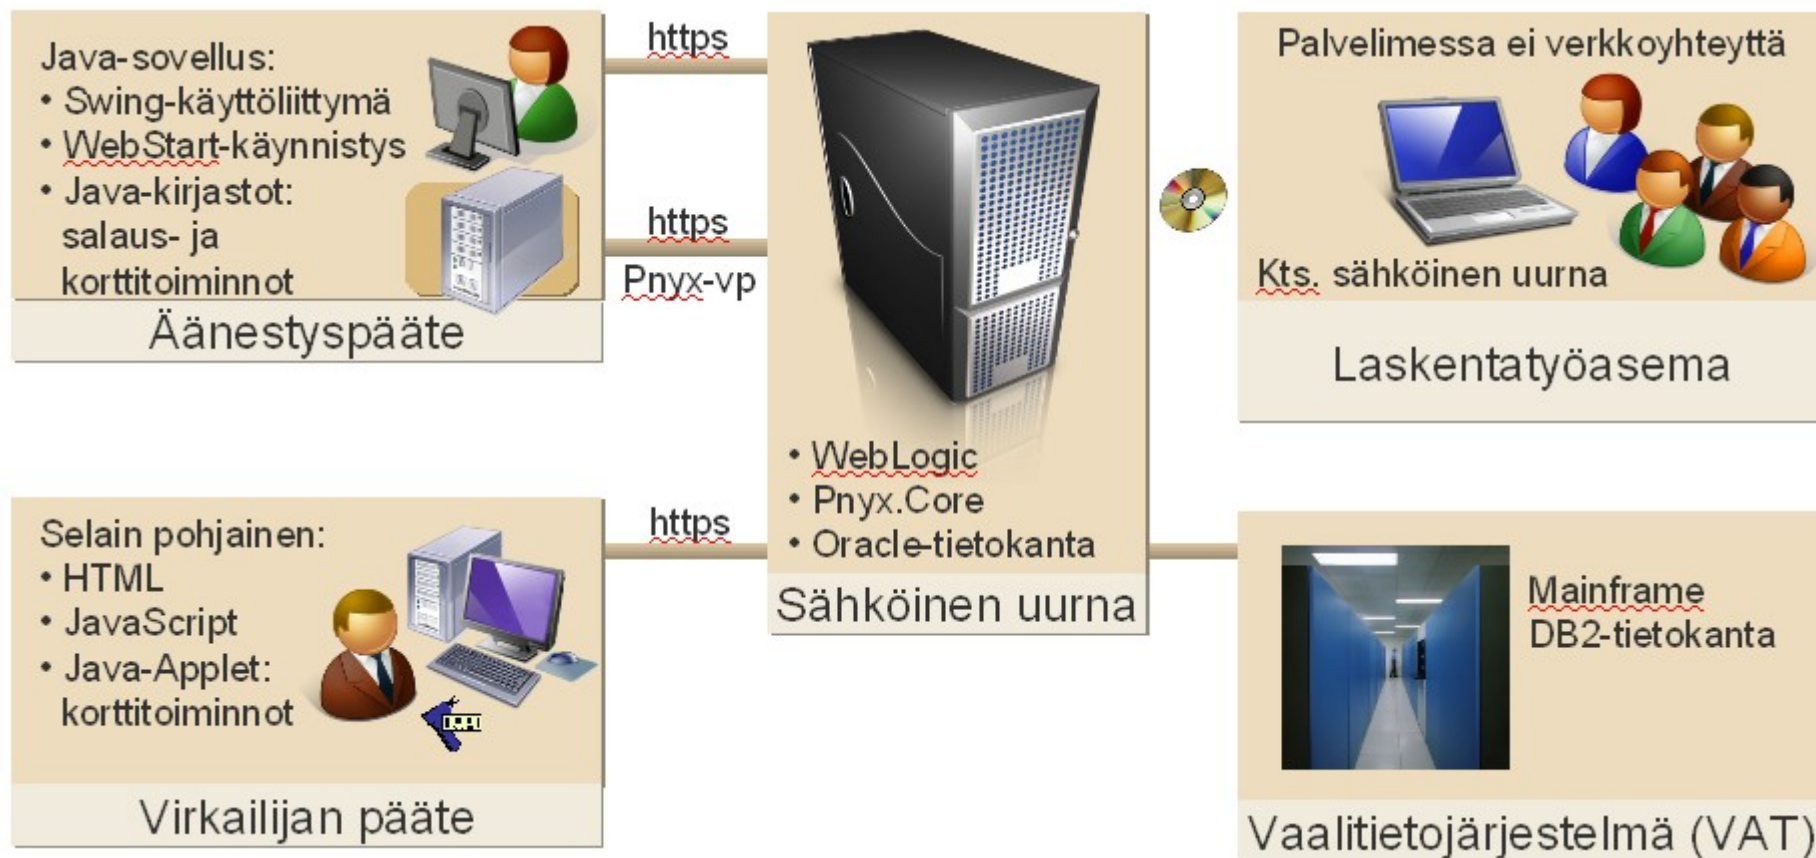 Java-sovellus:
• Swing-käyttöliittymä
• WebStart-käynnistys
• Java-kirjastot:
salaus- ja
korttitoiminnot
Äänestyspääte
https
https
Pnyx-vp
• WebLogic
• Pnyx.Core
• Oracle-tietokanta
Sähköinen uurna
Palvelimessa ei verkkoyhteyttä
Kts. sähköinen uurna
Laskentatyöasema
Selain pohjainen:
• HTML
• JavaScript
• Java-Applet:
korttitoiminnot
Virkailijan pääte
https
Mainframe
DB2-tietokanta
Vaalitietojärjestelmä (VAT)